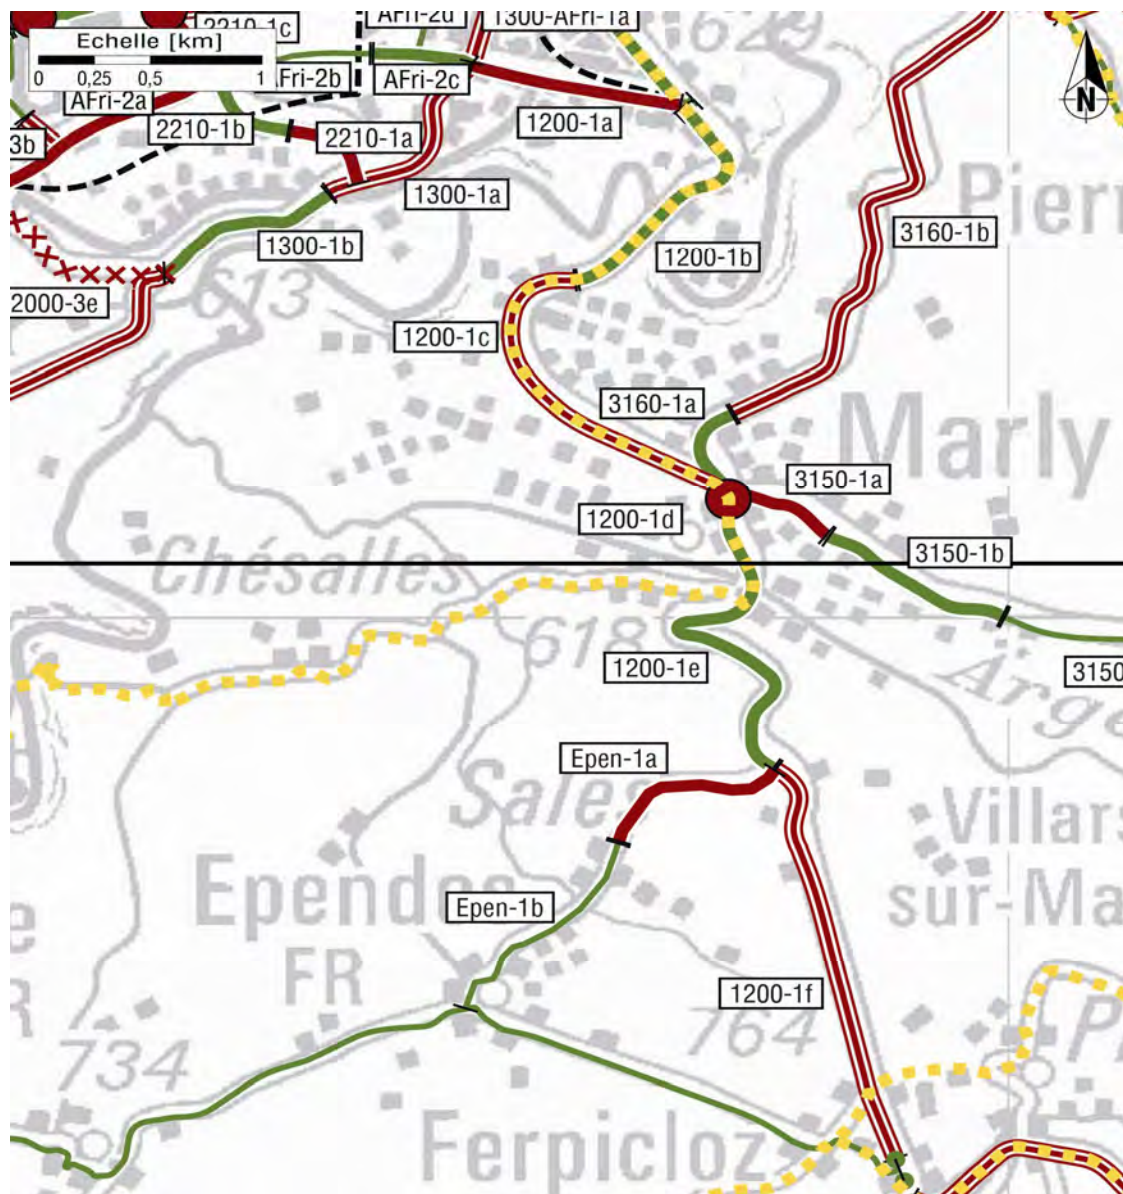 2210-1c
AFri-2d
1300-AFri-1a
629
Echelle [km]
0 0,25 0,5 1
AFri-2b
AFri-2c
AFri-2a
N
2210-1b
2210-1a
1200-1a
3b
1300-1a
Pierr
3160-1b
1300-1b
1200-1b
2000-3e
613
1200-1c
3160-1a
Marly
3150-1a
1200-1d
3150-1b
Chésalles
618
1200-1e
3150
Arge
Epen-1a
Sales
Villars
sur-Ma
Ependes
FR
Epen-1b
e
R
1200-1f
764
P
734
Ferpicloz